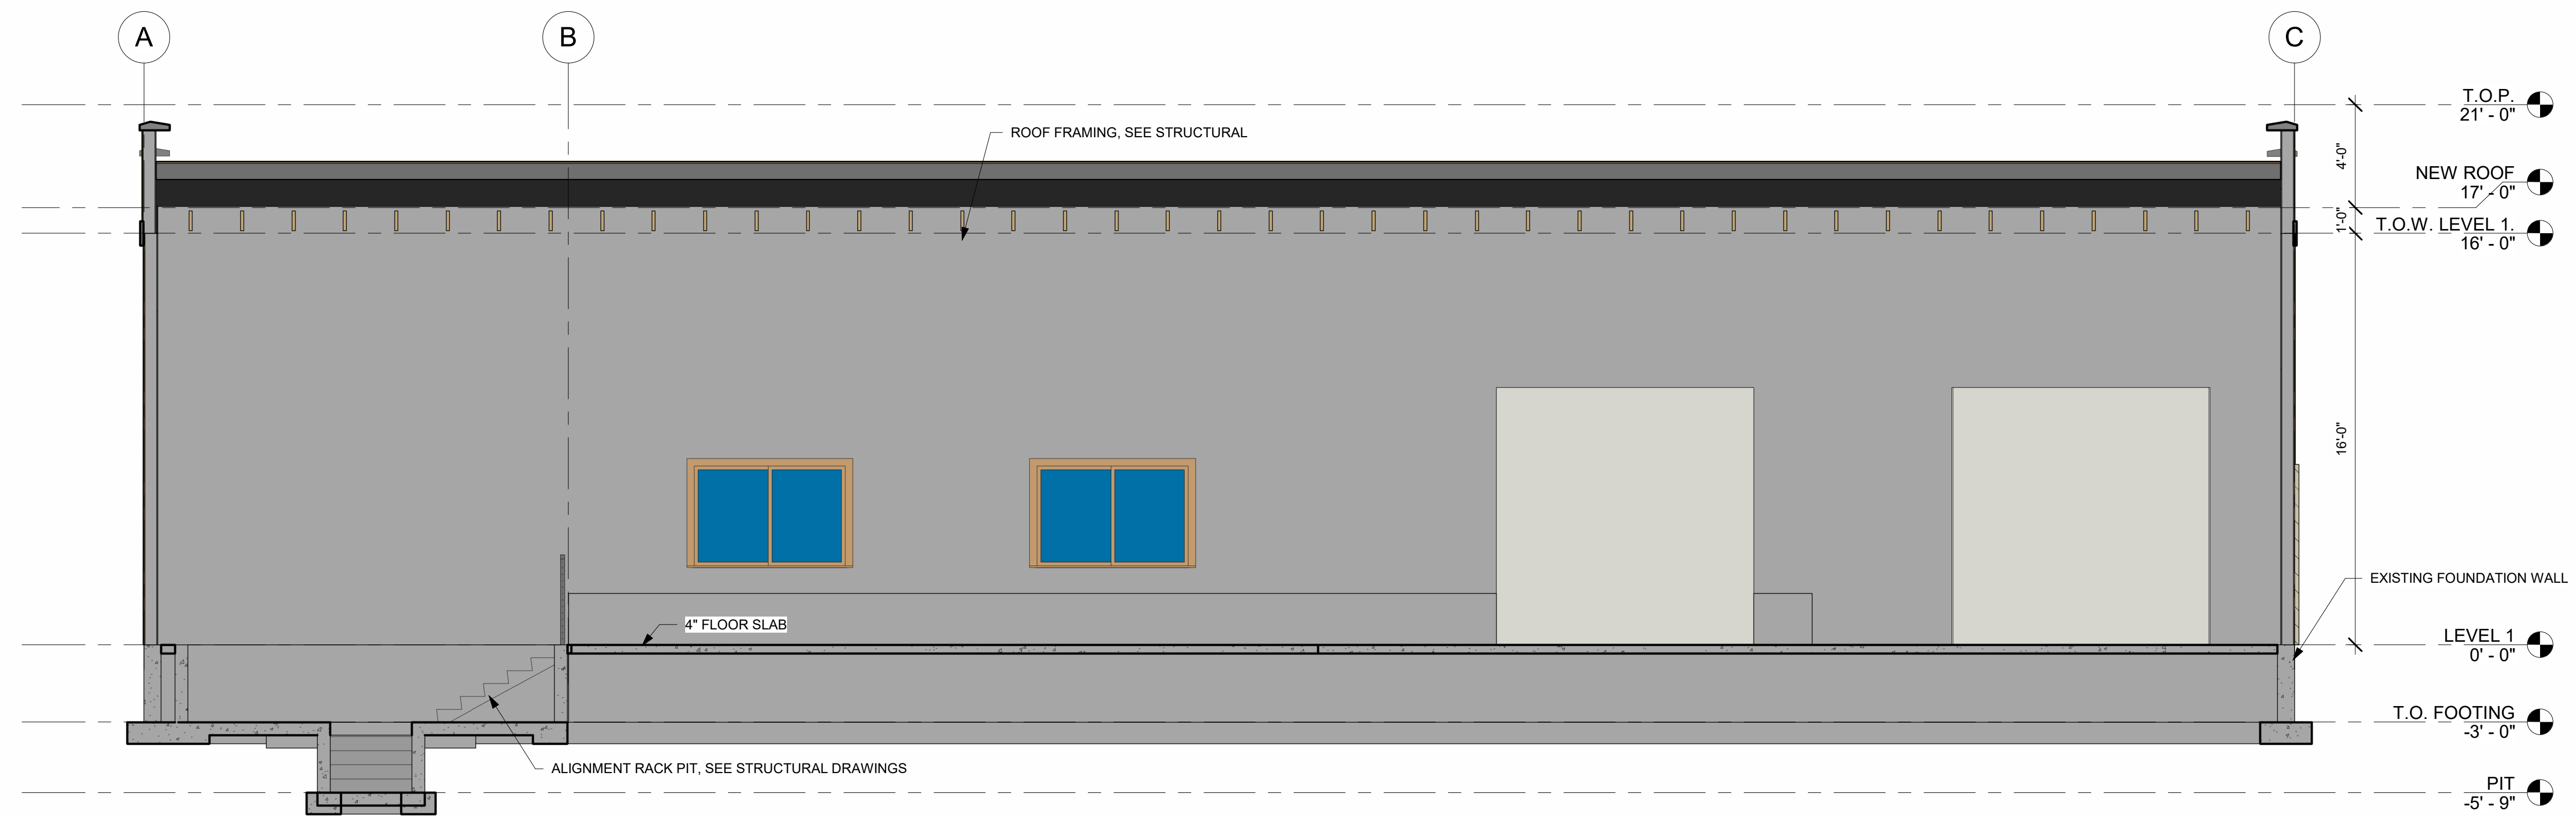 A
B
C
T.O.P.
21' - 0"
ROOF FRAMING, SEE STRUCTURAL
4'-0"
NEW ROOF
17' - 0"
1'-0"
T.O.W. LEVEL 1.
16' - 0"
16'-0"
EXISTING FOUNDATION WALL
4" FLOOR SLAB
LEVEL 1
0' - 0"
T.O. FOOTING
-3' - 0"
ALIGNMENT RACK PIT, SEE STRUCTURAL DRAWINGS
PIT
-5' - 9"